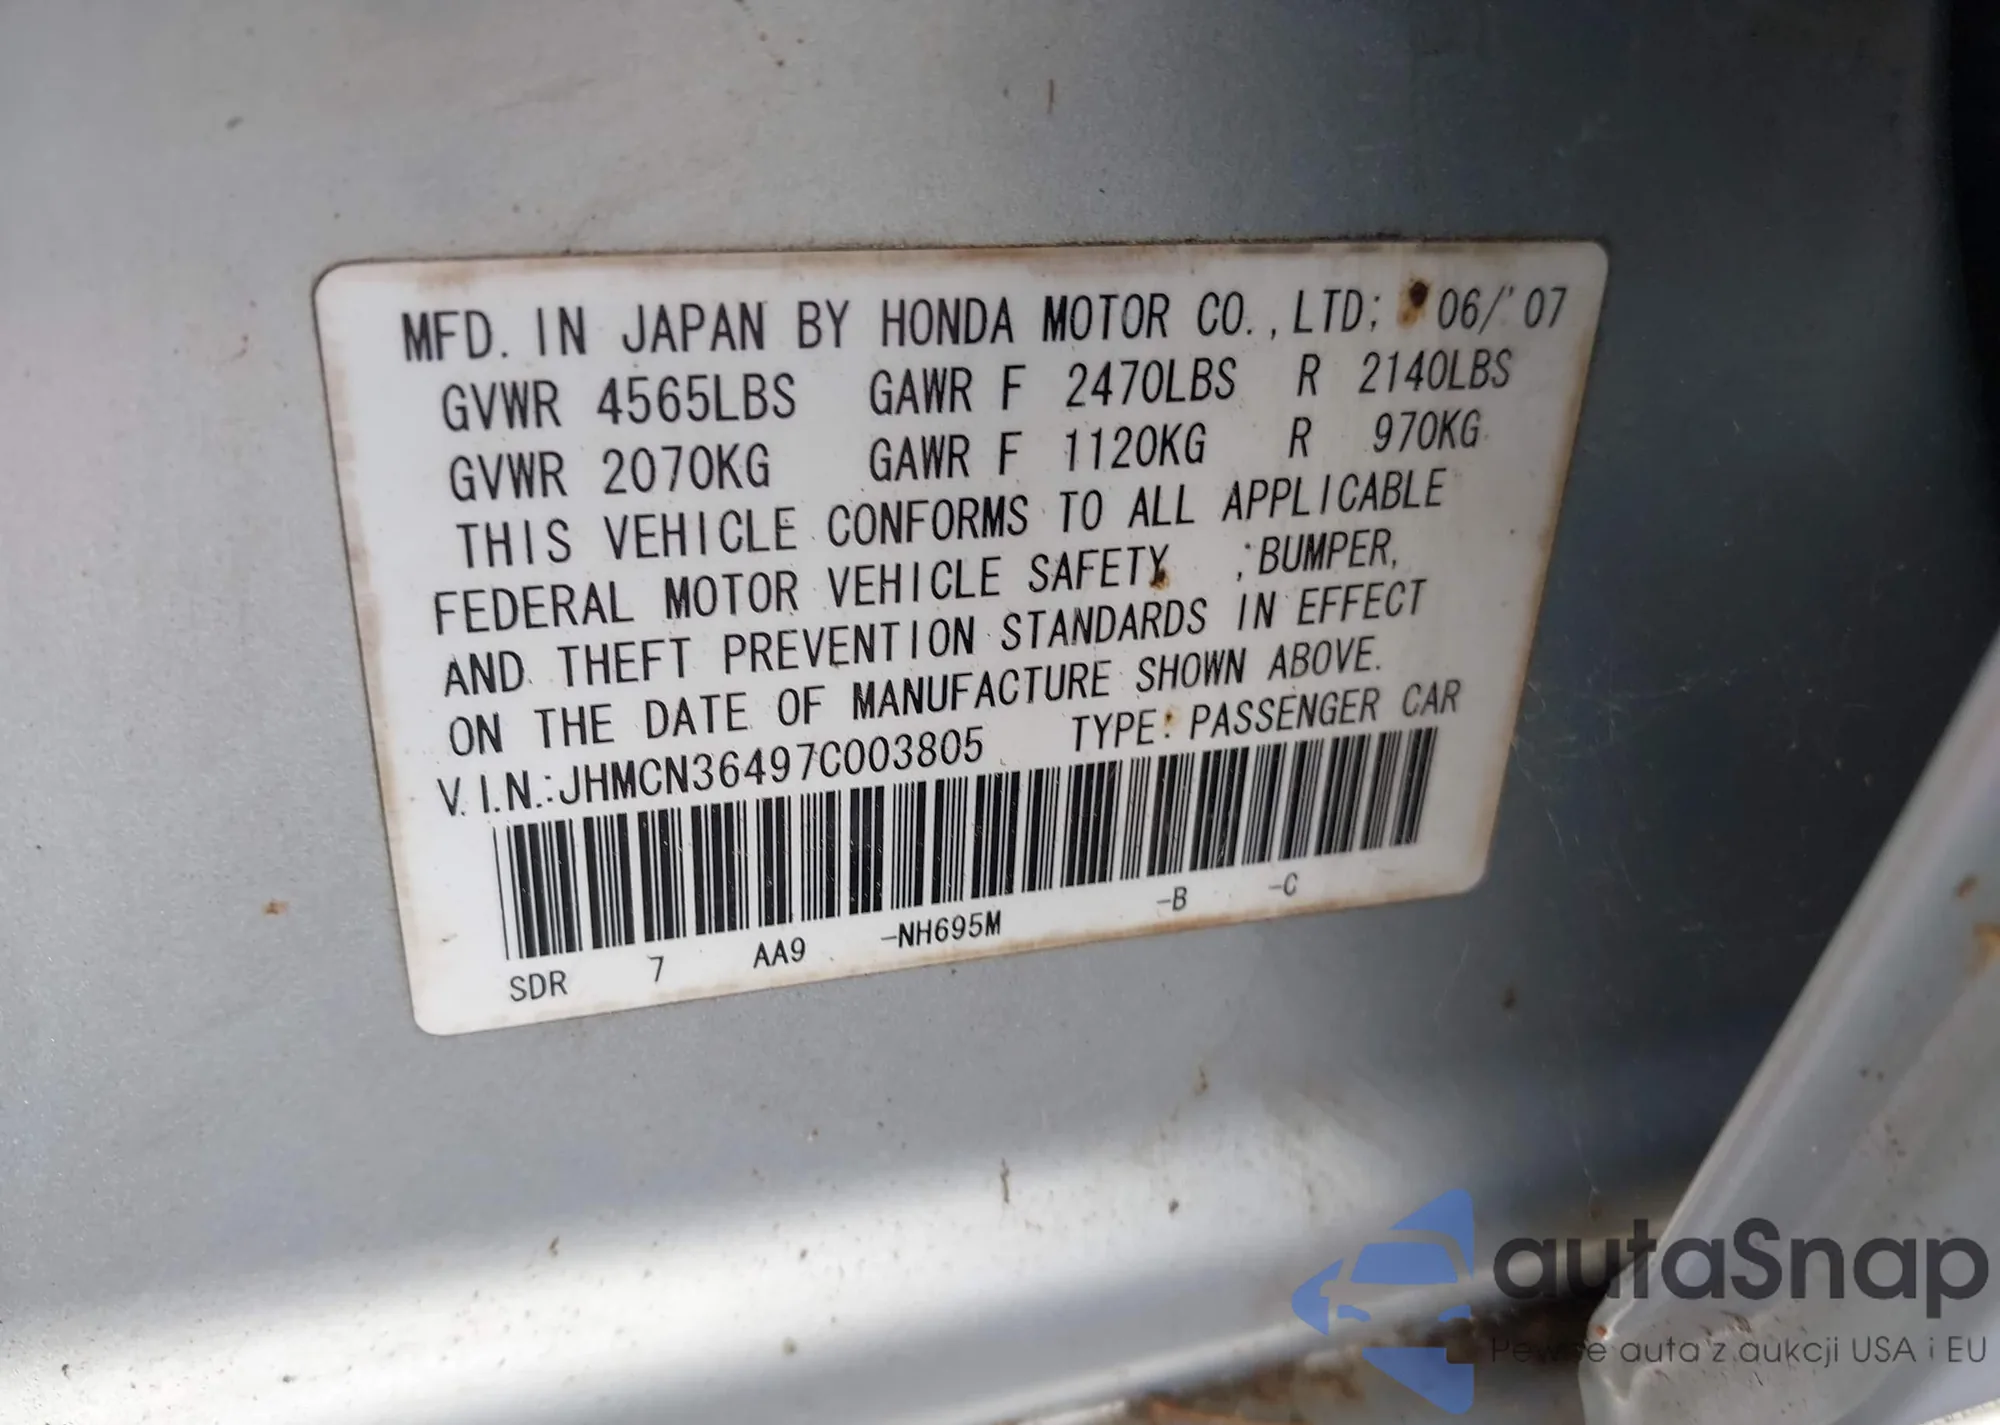 MFD. IN JAPAN BY HONDA MOTOR CO., LTD; 06/'07
GVWR 4565LBS GAWR F 2470LBS R 2140LBS
GVWR 2070KG GAWR F 1120KG R 970KG
THIS VEHICLE CONFORMS TO ALL APPLICABLE
FEDERAL MOTOR VEHICLE SAFETY ; BUMPER,
AND THEFT PREVENTION STANDARDS IN EFFECT
ON THE DATE OF MANUFACTURE SHOWN ABOVE.
V.I.N.: JHMCN36497C003805 TYPE: PASSENGER CAR
SDR 7 AA9 -NH695M -B -C
autaSnap
Pewne auta z aukcji USA i EU